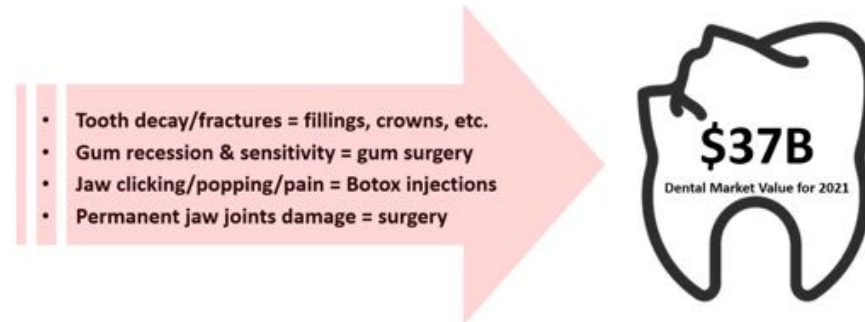 • Tooth decay/fractures = fillings, crowns, etc.
• Gum recession & sensitivity = gum surgery
• Jaw clicking/popping/pain = Botox injections
• Permanent jaw joints damage = surgery
$37B
Dental Market Value for 2021